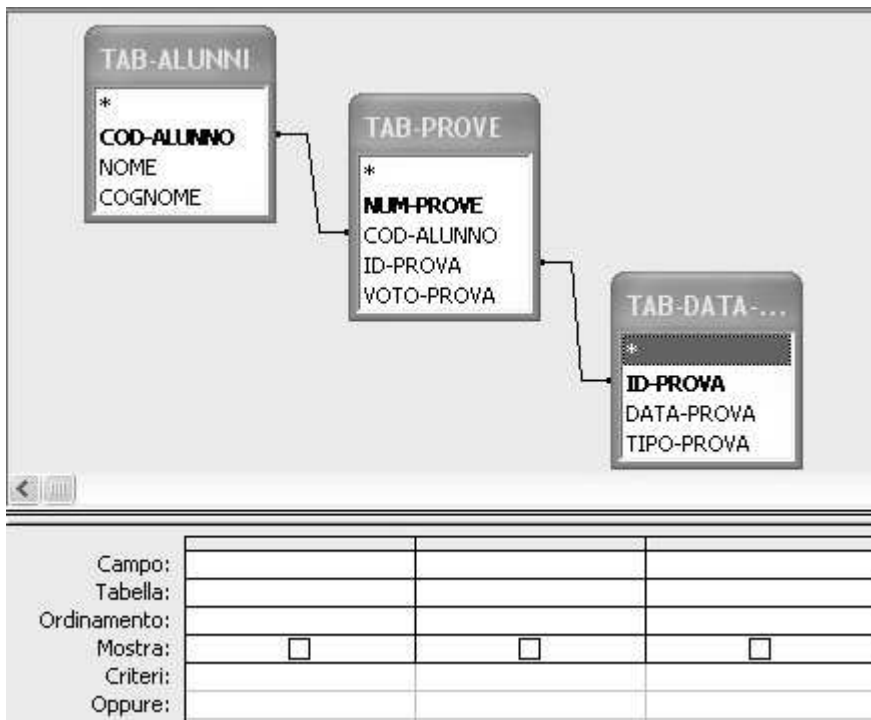 TAB-ALUNNI
*
COD-ALUNNO
NOME
COGNOME
TAB-PROVE
*
NUM-PROVE
COD-ALUNNO
ID-PROVA
VOTO-PROVA
TAB-DATA-...
*
ID-PROVA
DATA-PROVA
TIPO-PROVA
Campo:
Tabella:
Ordinamento:
Mostra:
Criteri:
Oppure: